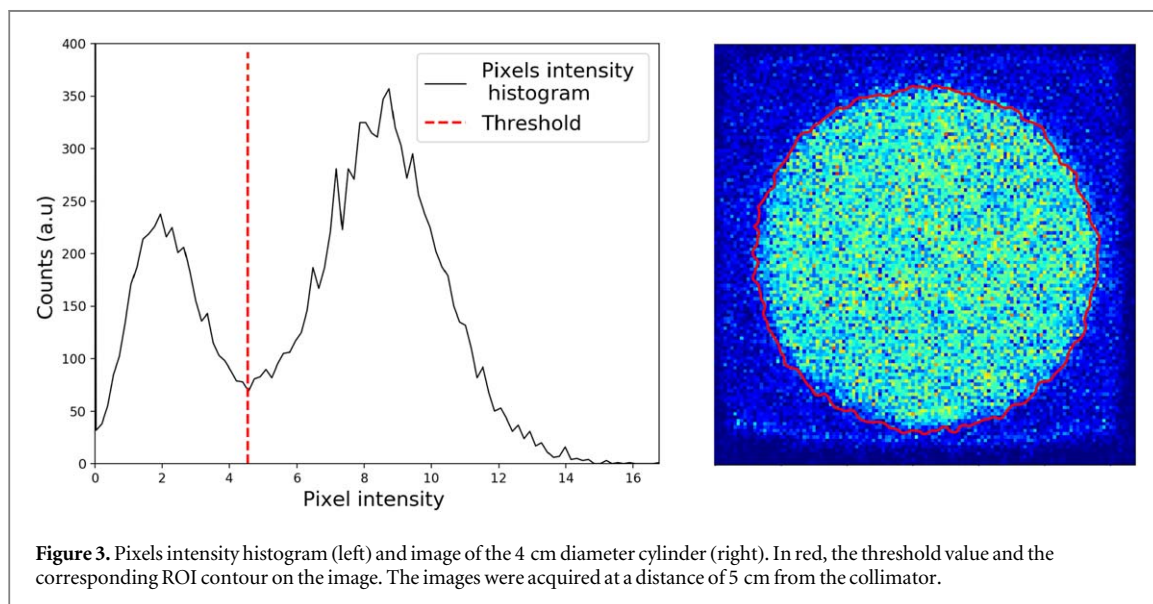 400
350
300
250
200
150
100
50
0
Counts (a.u)
0 2 4 6 8 10 12 14 16
Pixel intensity
Pixels intensity
histogram
Threshold
Figure 3. Pixels intensity histogram (left) and image of the 4 cm diameter cylinder (right). In red, the threshold value and the
corresponding ROI contour on the image. The images were acquired at a distance of 5 cm from the collimator.